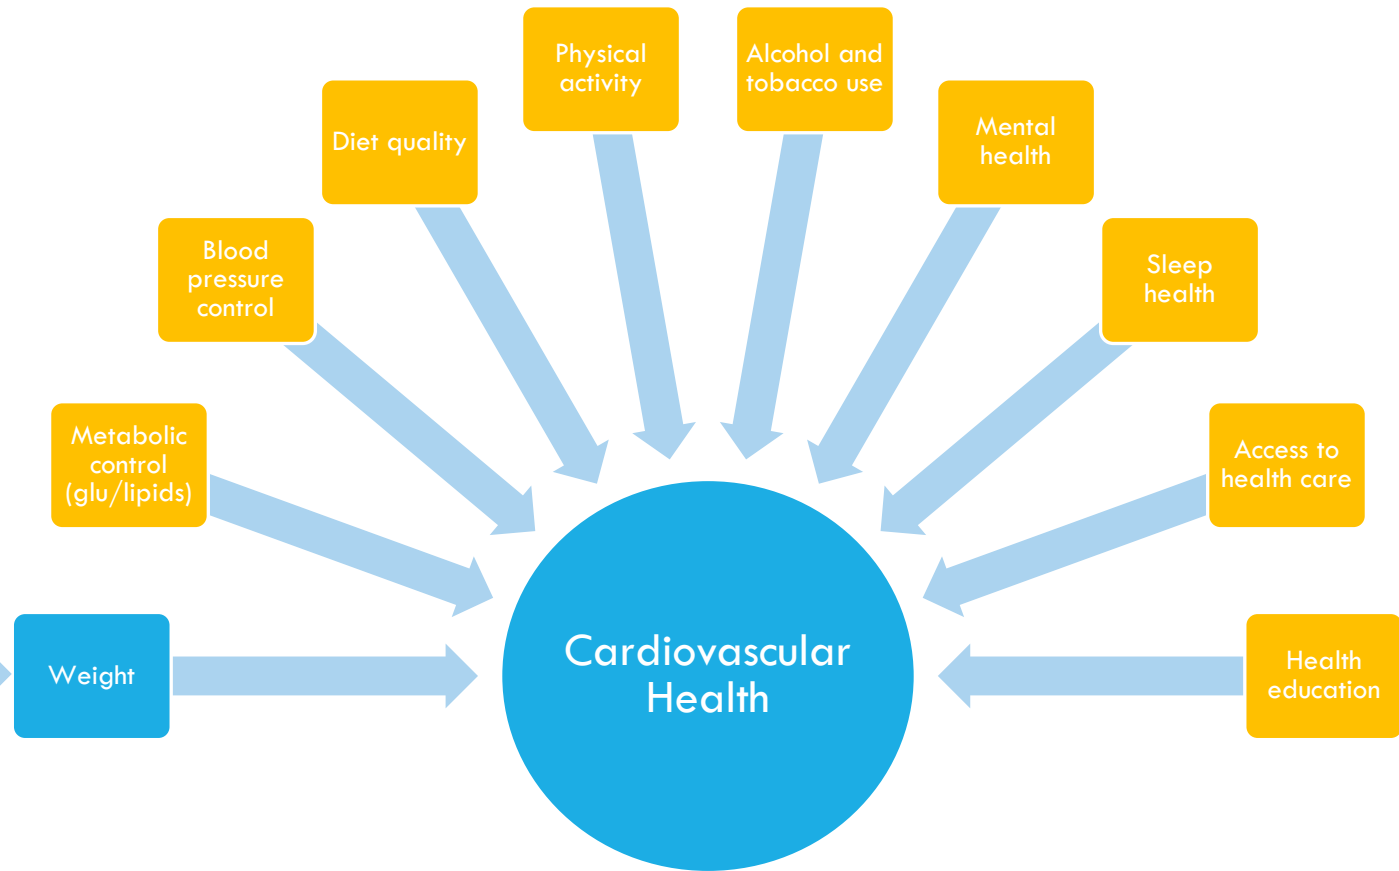 Physical
activity
Alcohol and
tobacco use
Diet quality
Mental
health
Blood
pressure
control
Sleep
health
Metabolic
control
(glu/lipids)
Access to
health care
Weight
Cardiovascular
Health
Health
education